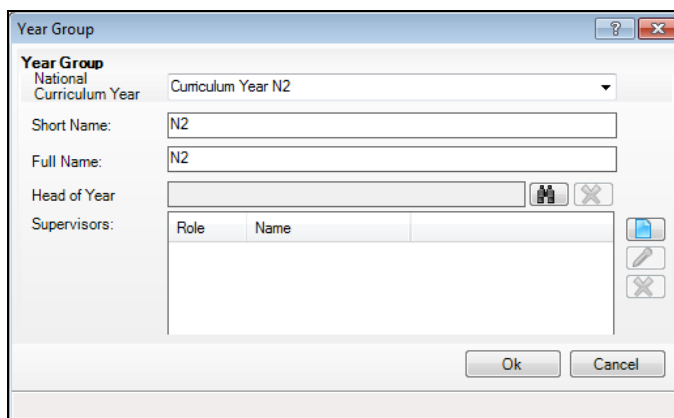 Year Group
Year Group
National
Curriculum Year
Curriculum Year N2
Short Name:
N2
Full Name:
N2
Head of Year
Supervisors:
Role Name
Ok Cancel